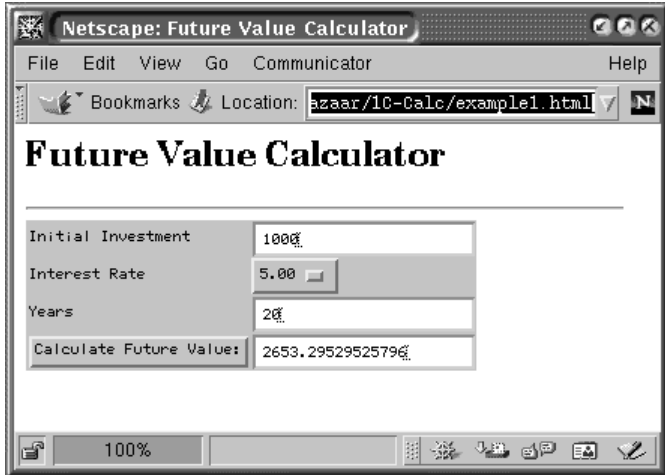 Netscape: Future Value Calculator
File Edit View Go Communicator Help
Bookmarks Location: azaar/1C-Calc/example1.html N
Future Value Calculator
Initial Investment 1000
Interest Rate 5.00
Years 20
Calculate Future Value: 2653.29529525796
100%